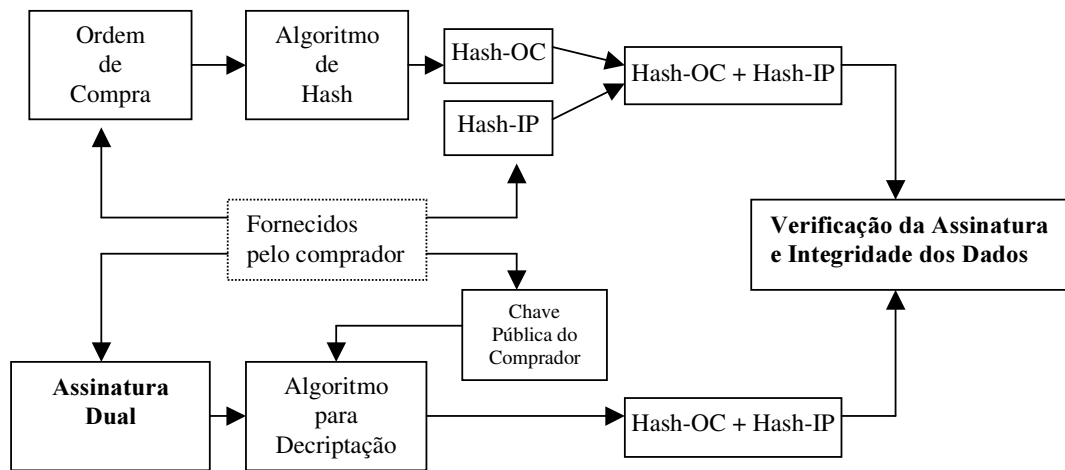 Ordem
de
Compra
Algoritmo
de
Hash
Hash-OC
Hash-IP
Hash-OC + Hash-IP
Fornecidos
pelo comprador
Verificação da Assinatura
e Integridade dos Dados
Chave
Pública do
Comprador
Assinatura
Dual
Algoritmo
para
Decriptação
Hash-OC + Hash-IP